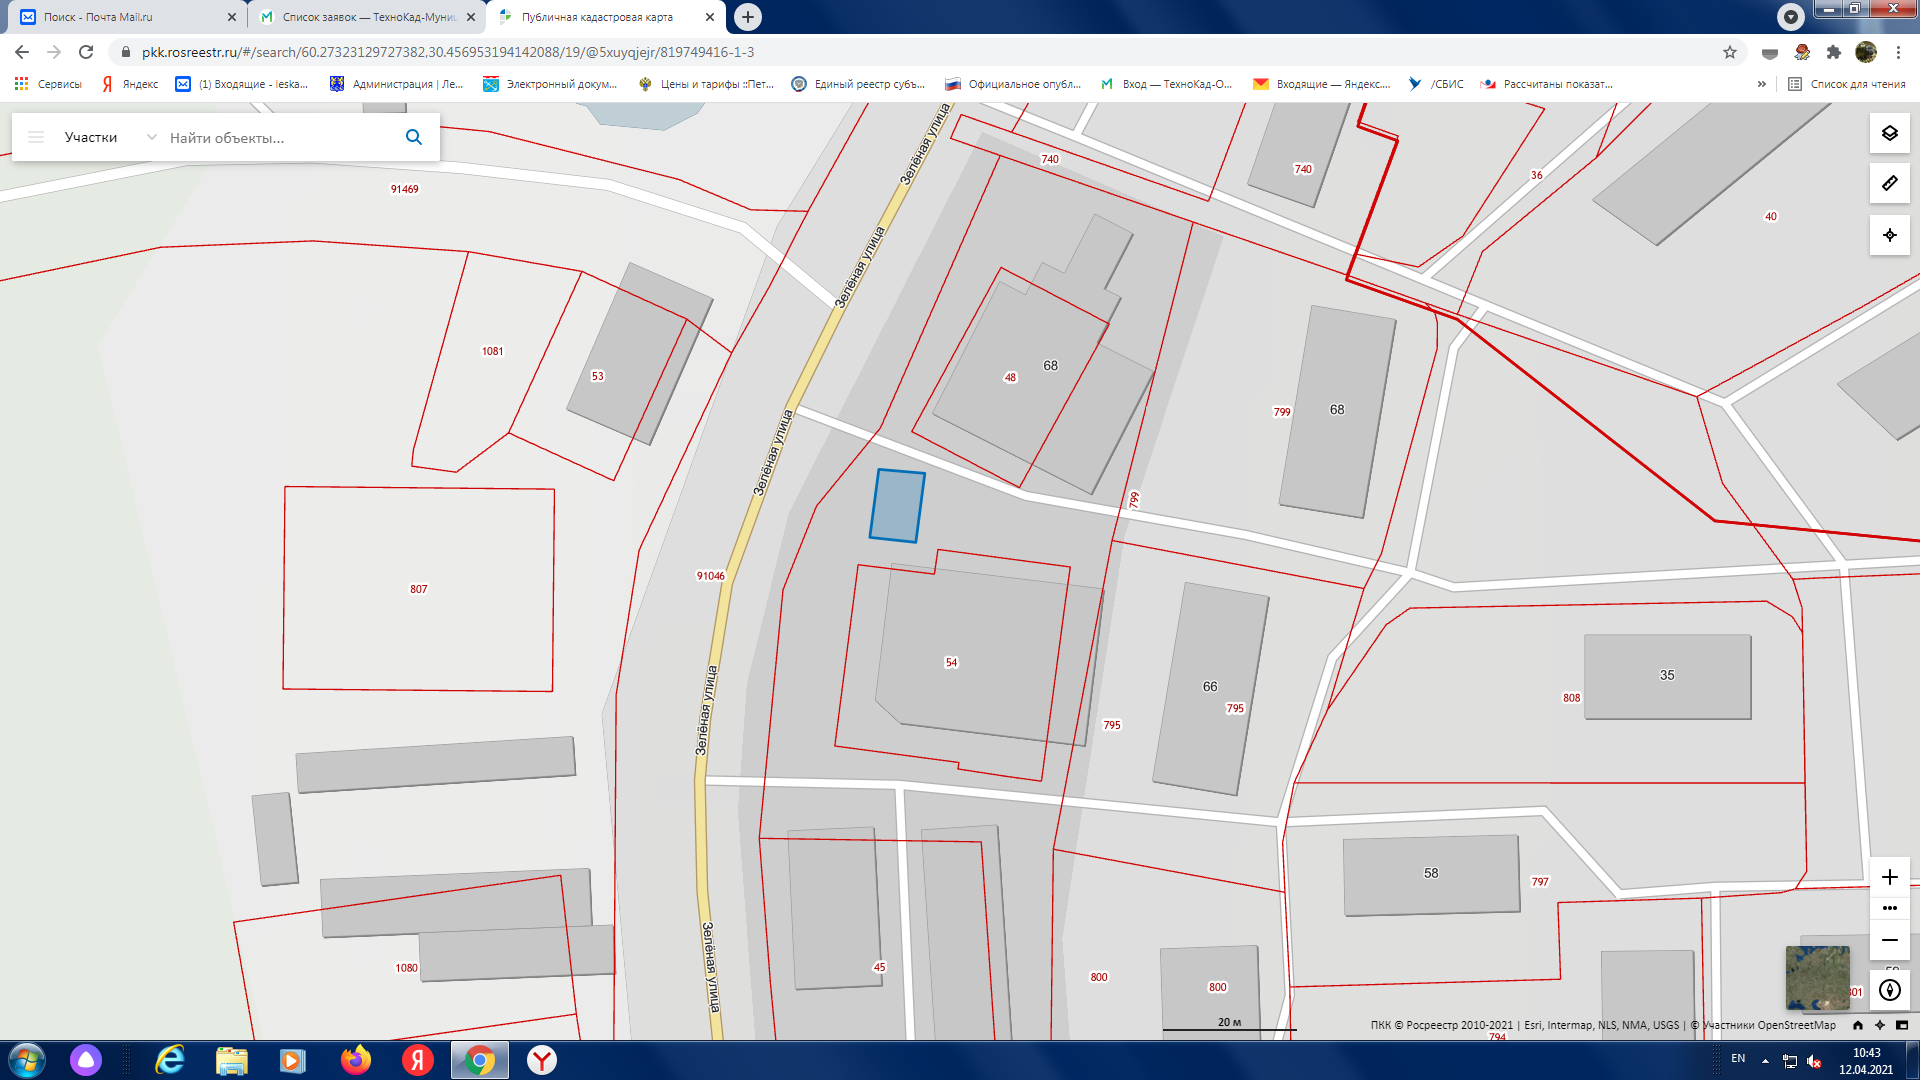 Поиск - Почта Mail.ru
Список заявок — ТехноКад-Муниц
Публичная кадастровая карта
pkk.rosreestr.ru/#/search/60.27323129727382,30.456953194142088/19/@5xuyqjejr/819749416-1-3
Сервисы
Яндекс
(1) Входящие - leska...
Администрация | Ле...
Электронный докум...
Цены и тарифы ::Пет...
Единый реестр субъ...
Официальное опубл...
Вход — ТехноКад-О...
Входящие — Яндекс....
/СБИС
Рассчитаны показат...
»
Список для чтения
Участки
Найти объекты...
Зелёная улица
740
740
36
40
91469
Зелёная улица
1081
53
48
68
799
68
Зелёная улица
799
91046
807
54
66
795
795
35
808
Зелёная улица
58
797
Зелёная улица
1080
45
800
800
801
794
20 м
ПКК © Росреестр 2010-2021 | Esri, Intermap, NLS, NMA, USGS | © Участники OpenStreetMap
EN
10:43
12.04.2021